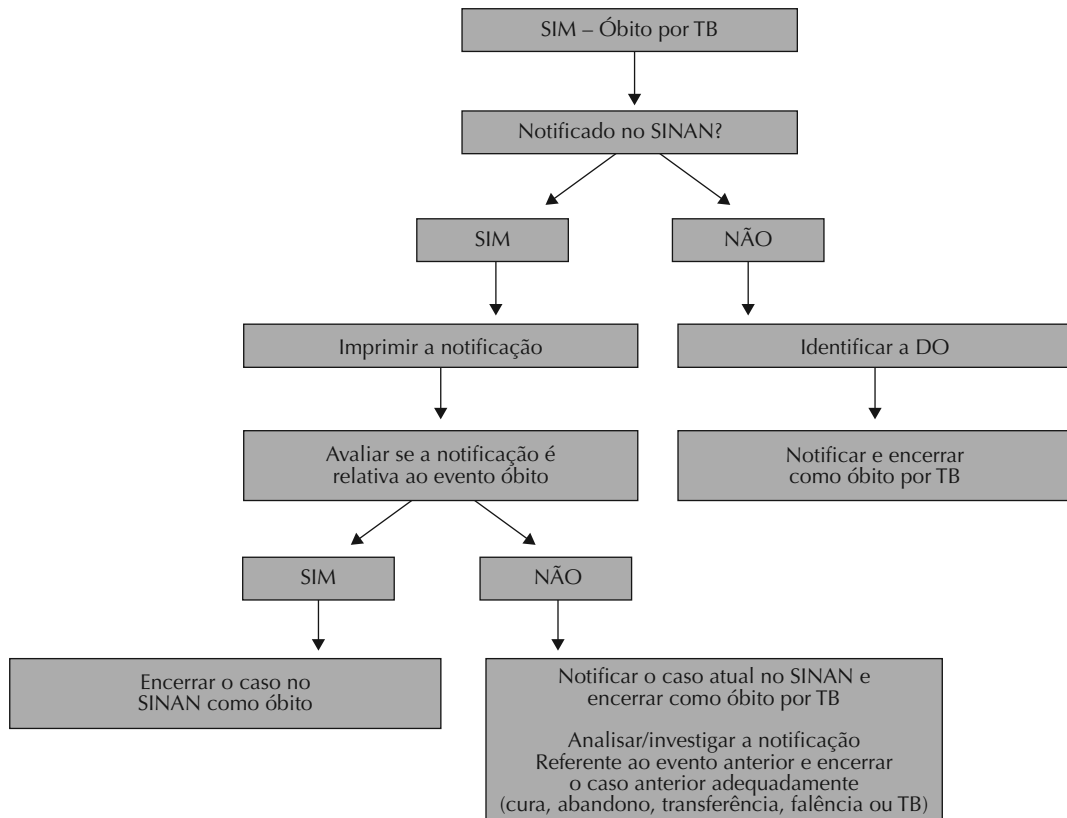 SIM – Óbito por TB
Notificado no SINAN?
SIM
NÃO
Imprimir a notificação
Identificar a DO
Avaliar se a notificação é
relativa ao evento óbito
Notificar e encerrar
como óbito por TB
SIM
NÃO
Encerrar o caso no
SINAN como óbito
Notificar o caso atual no SINAN e
encerrar como óbito por TB
Analisar/investigar a notificação
Referente ao evento anterior e encerrar
o caso anterior adequadamente
(cura, abandono, transferência, falência ou TB)